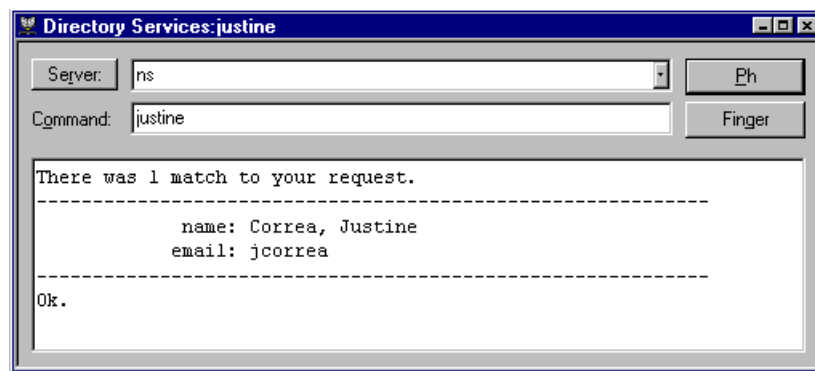 Directory Services:justine
Server: ns Ph
Command: justine Finger
There was 1 match to your request.
------------------------------------------------------------
name: Correa, Justine
email: jcorrea
------------------------------------------------------------
Ok.